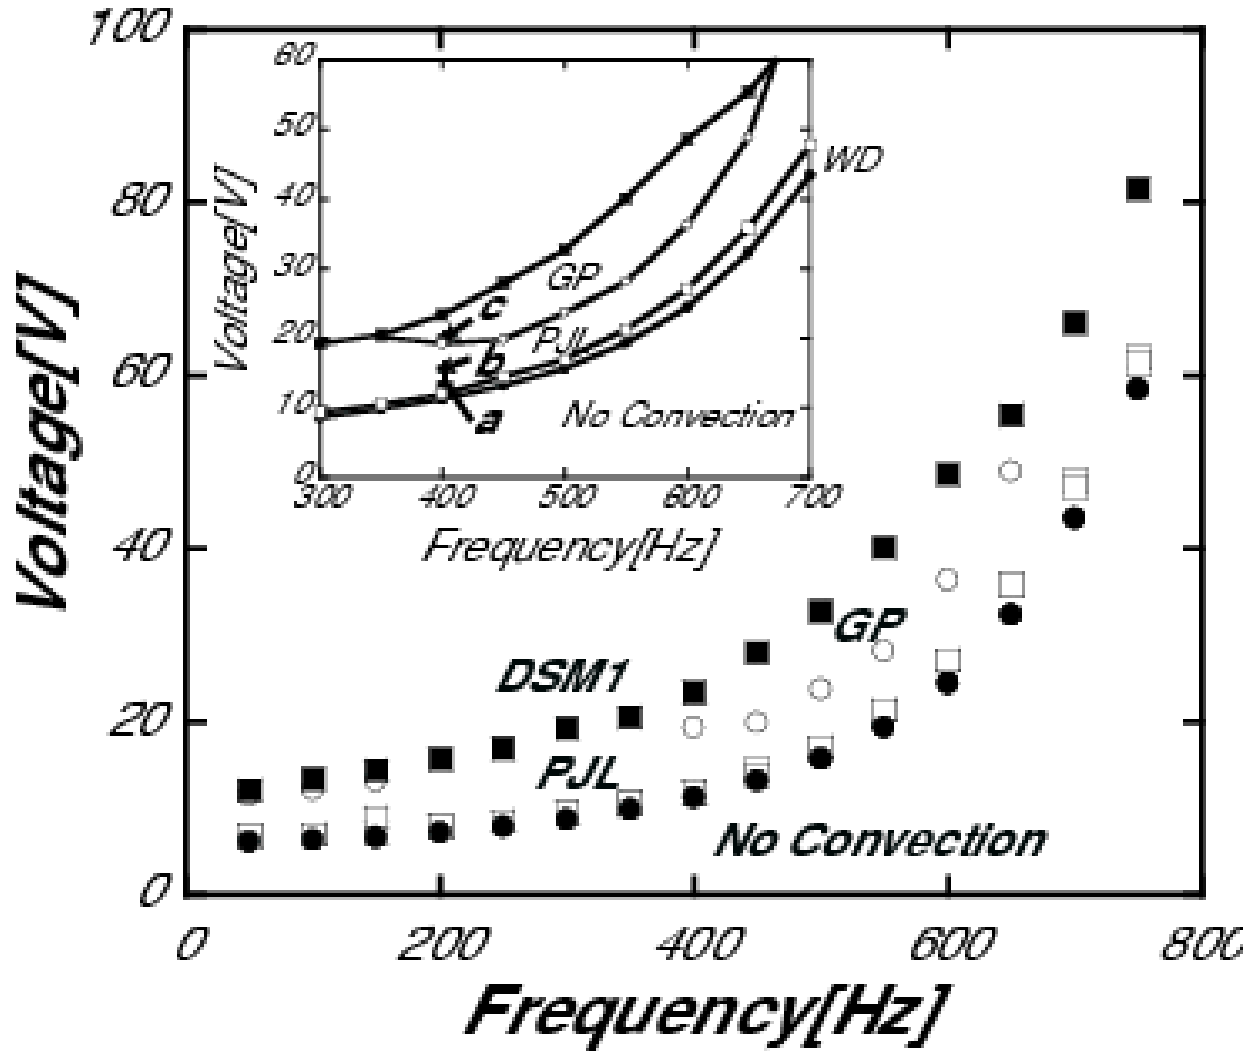 100
80
60
40
20
0
Voltage[V]
0 200 400 600 800
Frequency[Hz]
DSM1
GP
PJL
No Convection
60
50
40
30
20
10
0
Voltage[V]
300 400 500 600 700
Frequency[Hz]
WD
GP
c
PJL
b
a
No Convection